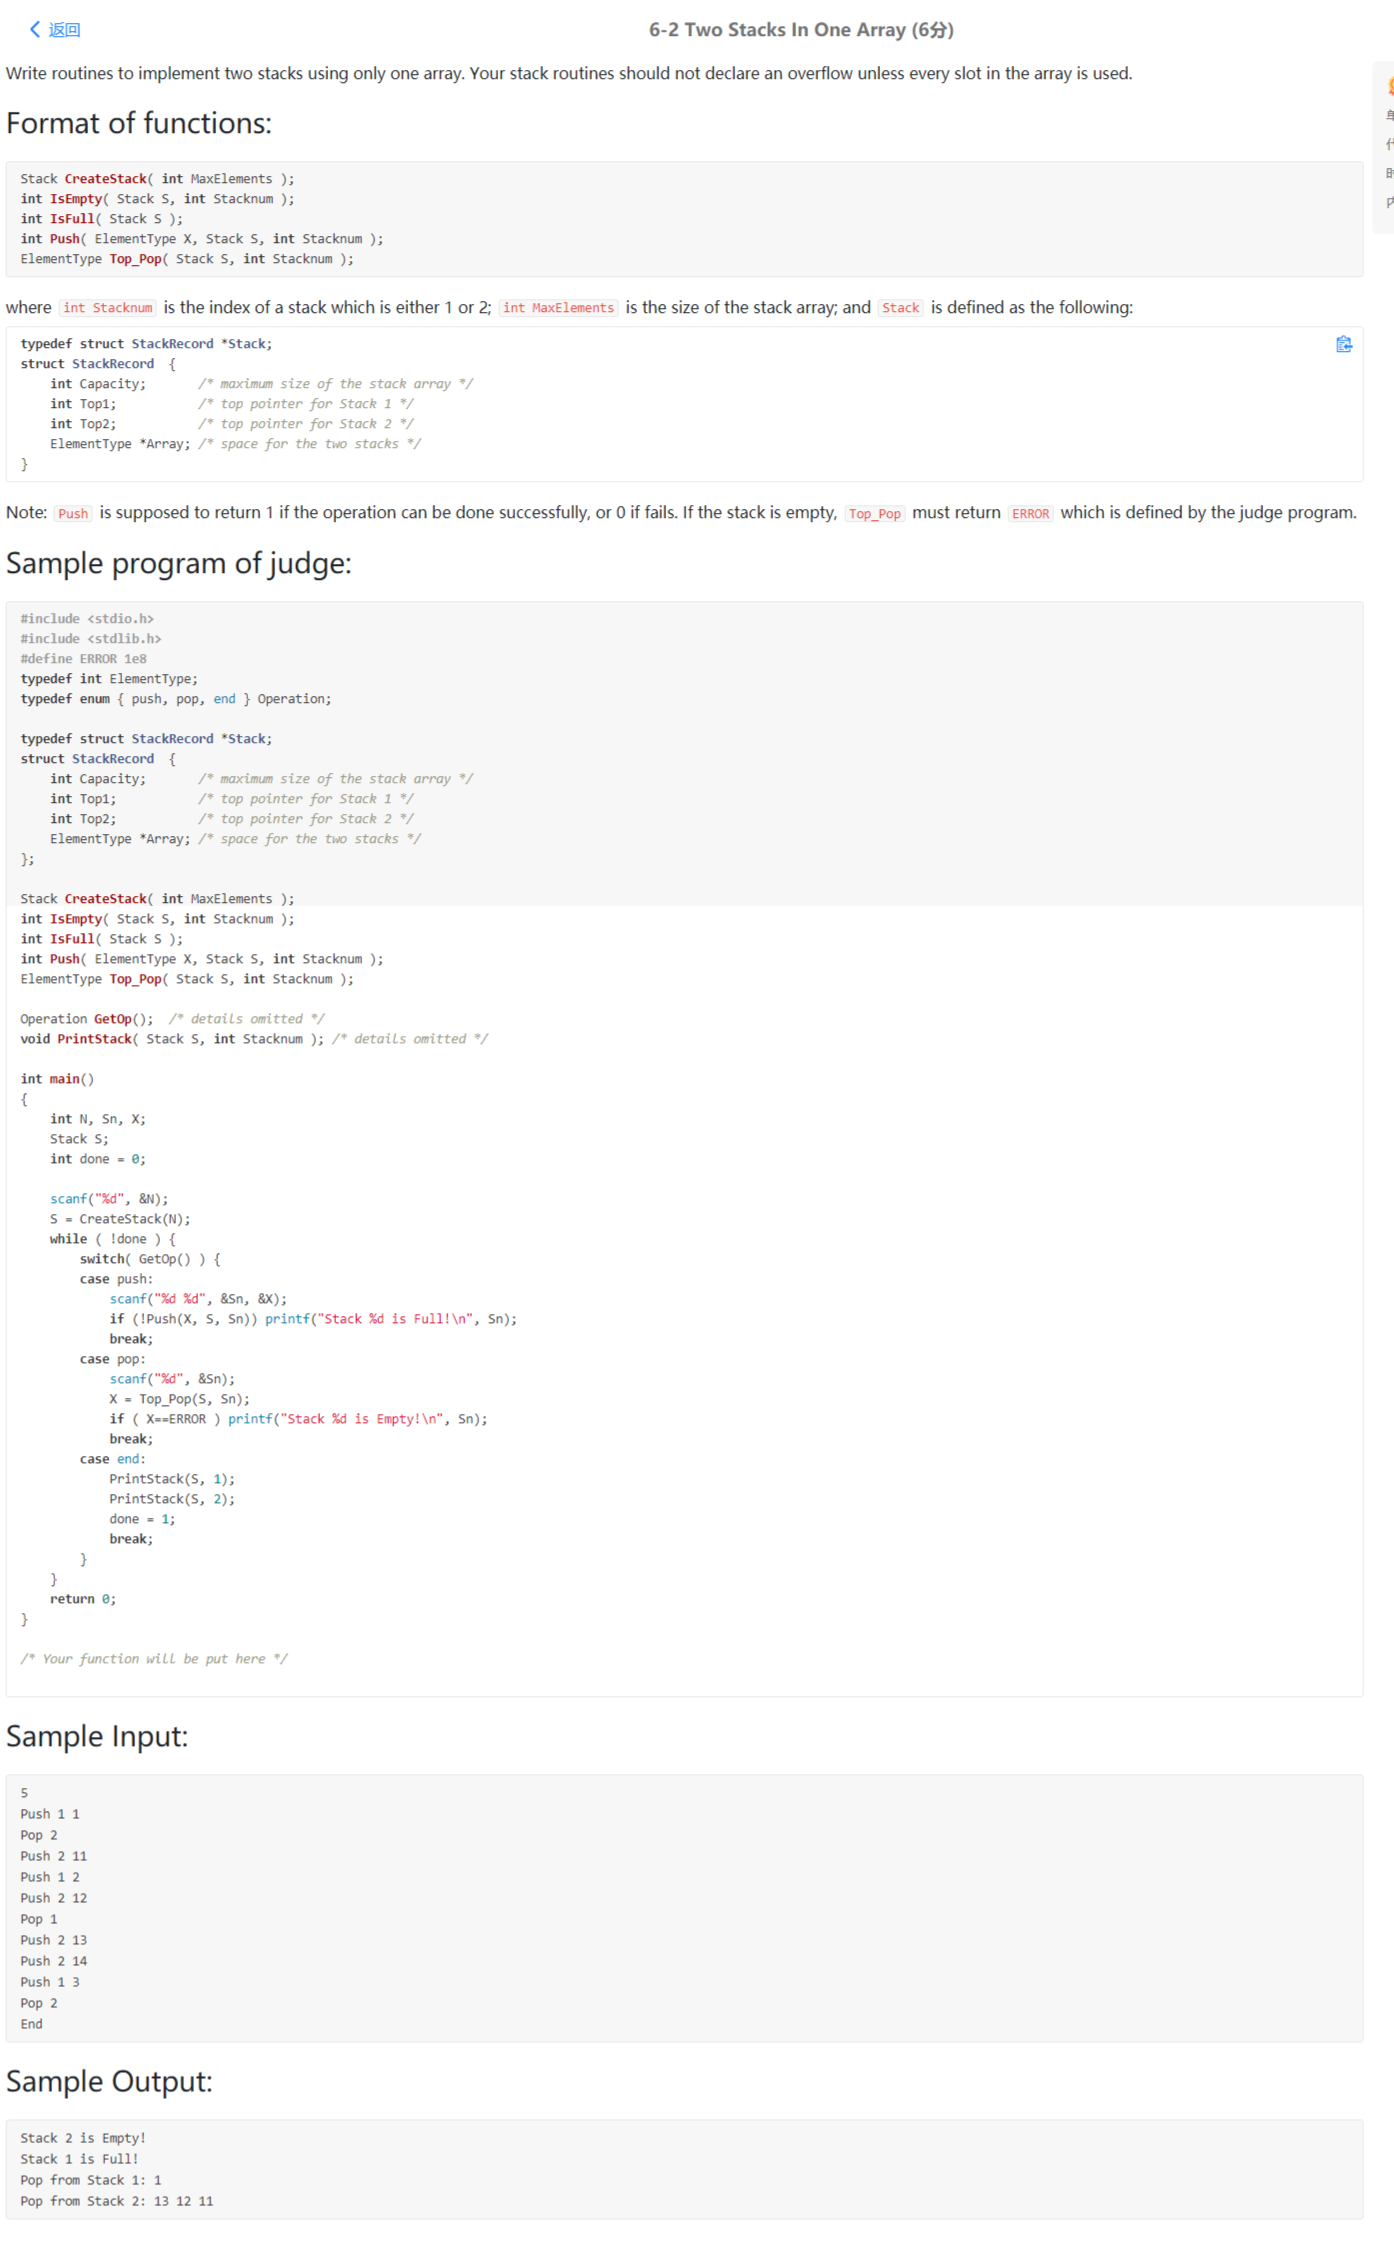 返回
6-2 Two Stacks In One Array (6分)
Write routines to implement two stacks using only one array. Your stack routines should not declare an overflow unless every slot in the array is used.
Format of functions:
Stack CreateStack( int MaxElements );
int IsEmpty( Stack S, int Stacknum );
int IsFull( Stack S );
int Push( ElementType X, Stack S, int Stacknum );
ElementType Top_Pop( Stack S, int Stacknum );
where int Stacknum is the index of a stack which is either 1 or 2; int MaxElements is the size of the stack array; and Stack is defined as the following:
typedef struct StackRecord *Stack;
struct StackRecord  {
    int Capacity;       /* maximum size of the stack array */
    int Top1;           /* top pointer for Stack 1 */
    int Top2;           /* top pointer for Stack 2 */
    ElementType *Array; /* space for the two stacks */
}
Note: Push is supposed to return 1 if the operation can be done successfully, or 0 if fails. If the stack is empty, Top_Pop must return ERROR which is defined by the judge program.
Sample program of judge:
#include <stdio.h>
#include <stdlib.h>
#define ERROR 1e8
typedef int ElementType;
typedef enum { push, pop, end } Operation;
typedef struct StackRecord *Stack;
struct StackRecord  {
    int Capacity;       /* maximum size of the stack array */
    int Top1;           /* top pointer for Stack 1 */
    int Top2;           /* top pointer for Stack 2 */
    ElementType *Array; /* space for the two stacks */
};
Stack CreateStack( int MaxElements );
int IsEmpty( Stack S, int Stacknum );
int IsFull( Stack S );
int Push( ElementType X, Stack S, int Stacknum );
ElementType Top_Pop( Stack S, int Stacknum );
Operation GetOp();  /* details omitted */
void PrintStack( Stack S, int Stacknum ); /* details omitted */
int main()
{
    int N, Sn, X;
    Stack S;
    int done = 0;
    scanf("%d", &N);
    S = CreateStack(N);
    while ( !done ) {
        switch( GetOp() ) {
        case push:
            scanf("%d %d", &Sn, &X);
            if (!Push(X, S, Sn)) printf("Stack %d is Full!\n", Sn);
            break;
        case pop:
            scanf("%d", &Sn);
            X = Top_Pop(S, Sn);
            if ( X==ERROR ) printf("Stack %d is Empty!\n", Sn);
            break;
        case end:
            PrintStack(S, 1);
            PrintStack(S, 2);
            done = 1;
            break;
        }
    }
    return 0;
}
/* Your function will be put here */
Sample Input:
5
Push 1 1
Pop 2
Push 2 11
Push 1 2
Push 2 12
Pop 1
Push 2 13
Push 2 14
Push 1 3
Pop 2
End
Sample Output:
Stack 2 is Empty!
Stack 1 is Full!
Pop from Stack 1: 1
Pop from Stack 2: 13 12 11